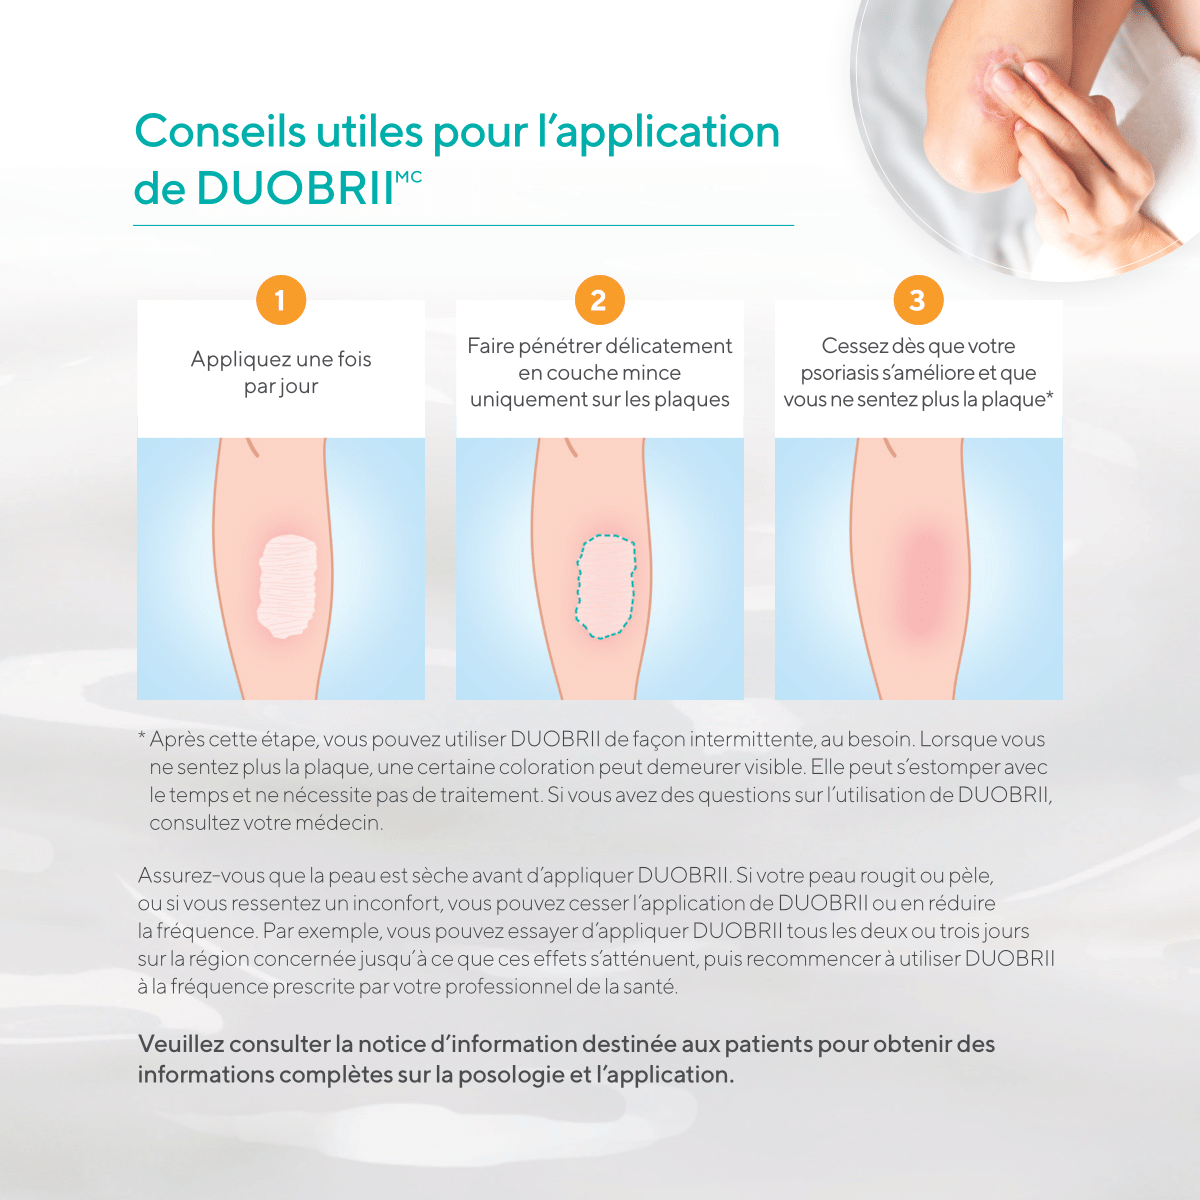 Conseils utiles pour l’application
de DUOBRIIᴹᶜ
1
Appliquez une fois
par jour
2
Faire pénétrer délicatement
en couche mince
uniquement sur les plaques
3
Cessez dès que votre
psoriasis s’améliore et que
vous ne sentez plus la plaque*
* Après cette étape, vous pouvez utiliser DUOBRII de façon intermittente, au besoin. Lorsque vous
ne sentez plus la plaque, une certaine coloration peut demeurer visible. Elle peut s’estomper avec
le temps et ne nécessite pas de traitement. Si vous avez des questions sur l’utilisation de DUOBRII,
consultez votre médecin.
Assurez-vous que la peau est sèche avant d’appliquer DUOBRII. Si votre peau rougit ou pèle,
ou si vous ressentez un inconfort, vous pouvez cesser l’application de DUOBRII ou en réduire
la fréquence. Par exemple, vous pouvez essayer d’appliquer DUOBRII tous les deux ou trois jours
sur la région concernée jusqu’à ce que ces effets s’atténuent, puis recommencer à utiliser DUOBRII
à la fréquence prescrite par votre professionnel de la santé.
Veuillez consulter la notice d’information destinée aux patients pour obtenir des
informations complètes sur la posologie et l’application.